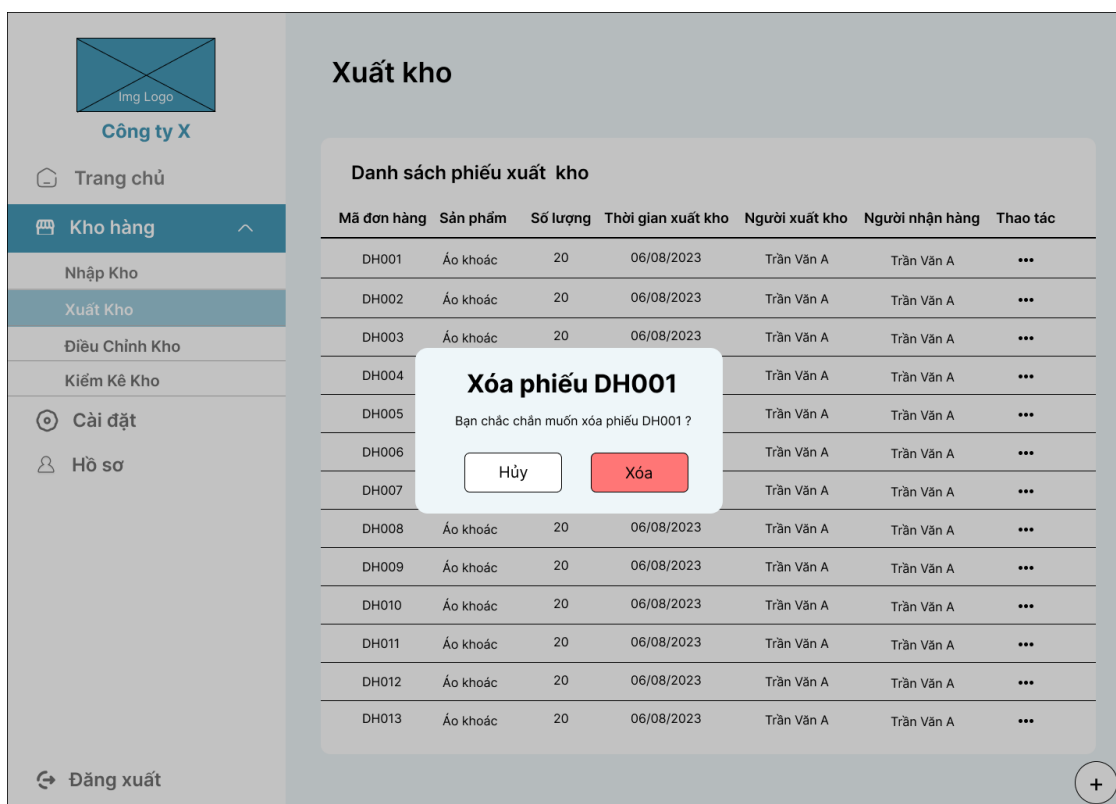 Img Logo
Công ty X
Trang chủ
Kho hàng
Nhập Kho
Xuất Kho
Điều Chỉnh Kho
Kiểm Kê Kho
Cài đặt
Hồ sơ
Đăng xuất
Xuất kho
Danh sách phiếu xuất kho
Mã đơn hàng Sản phẩm Số lượng Thời gian xuất kho Người xuất kho Người nhận hàng Thao tác
DH001 Áo khoác 20 06/08/2023 Trần Văn A Trần Văn A •••
DH002 Áo khoác 20 06/08/2023 Trần Văn A Trần Văn A •••
DH003 Áo khoác 20 06/08/2023 Trần Văn A Trần Văn A •••
DH004 Trần Văn A Trần Văn A •••
DH005 Trần Văn A Trần Văn A •••
DH006 Trần Văn A Trần Văn A •••
DH007 Trần Văn A Trần Văn A •••
DH008 Áo khoác 20 06/08/2023 Trần Văn A Trần Văn A •••
DH009 Áo khoác 20 06/08/2023 Trần Văn A Trần Văn A •••
DH010 Áo khoác 20 06/08/2023 Trần Văn A Trần Văn A •••
DH011 Áo khoác 20 06/08/2023 Trần Văn A Trần Văn A •••
DH012 Áo khoác 20 06/08/2023 Trần Văn A Trần Văn A •••
DH013 Áo khoác 20 06/08/2023 Trần Văn A Trần Văn A •••
Xóa phiếu DH001
Bạn chắc chắn muốn xóa phiếu DH001 ?
Hủy Xóa
+